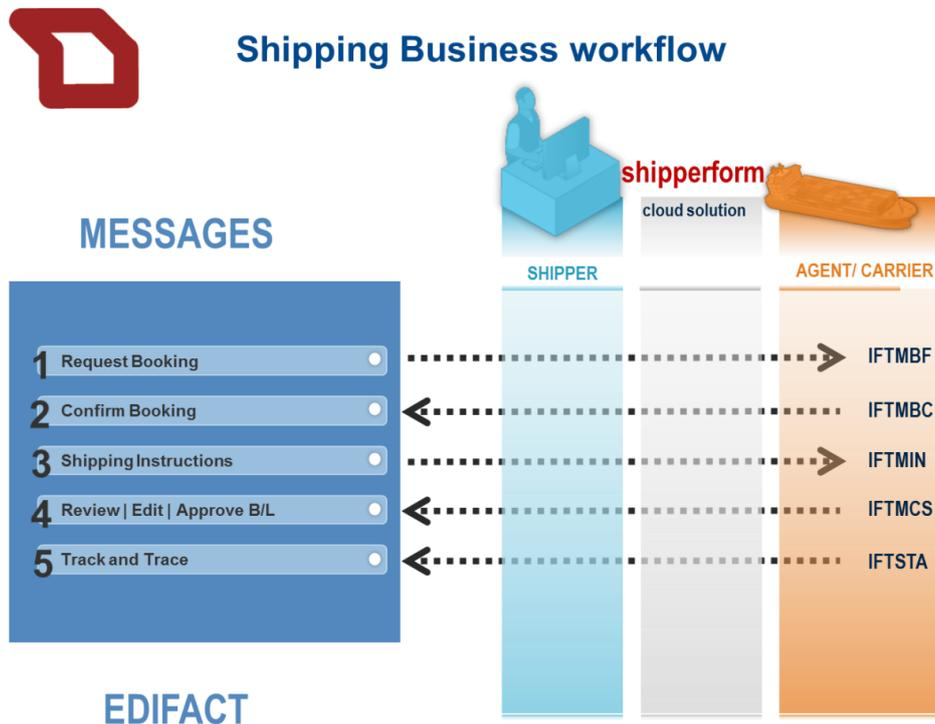 Shipping Business workflow
shipperform
cloud solution
MESSAGES
SHIPPER
AGENT/ CARRIER
1 Request Booking IFTMBF
2 Confirm Booking IFTMBC
3 Shipping Instructions IFTMIN
4 Review | Edit | Approve B/L IFTMCS
5 Track and Trace IFTSTA
EDIFACT